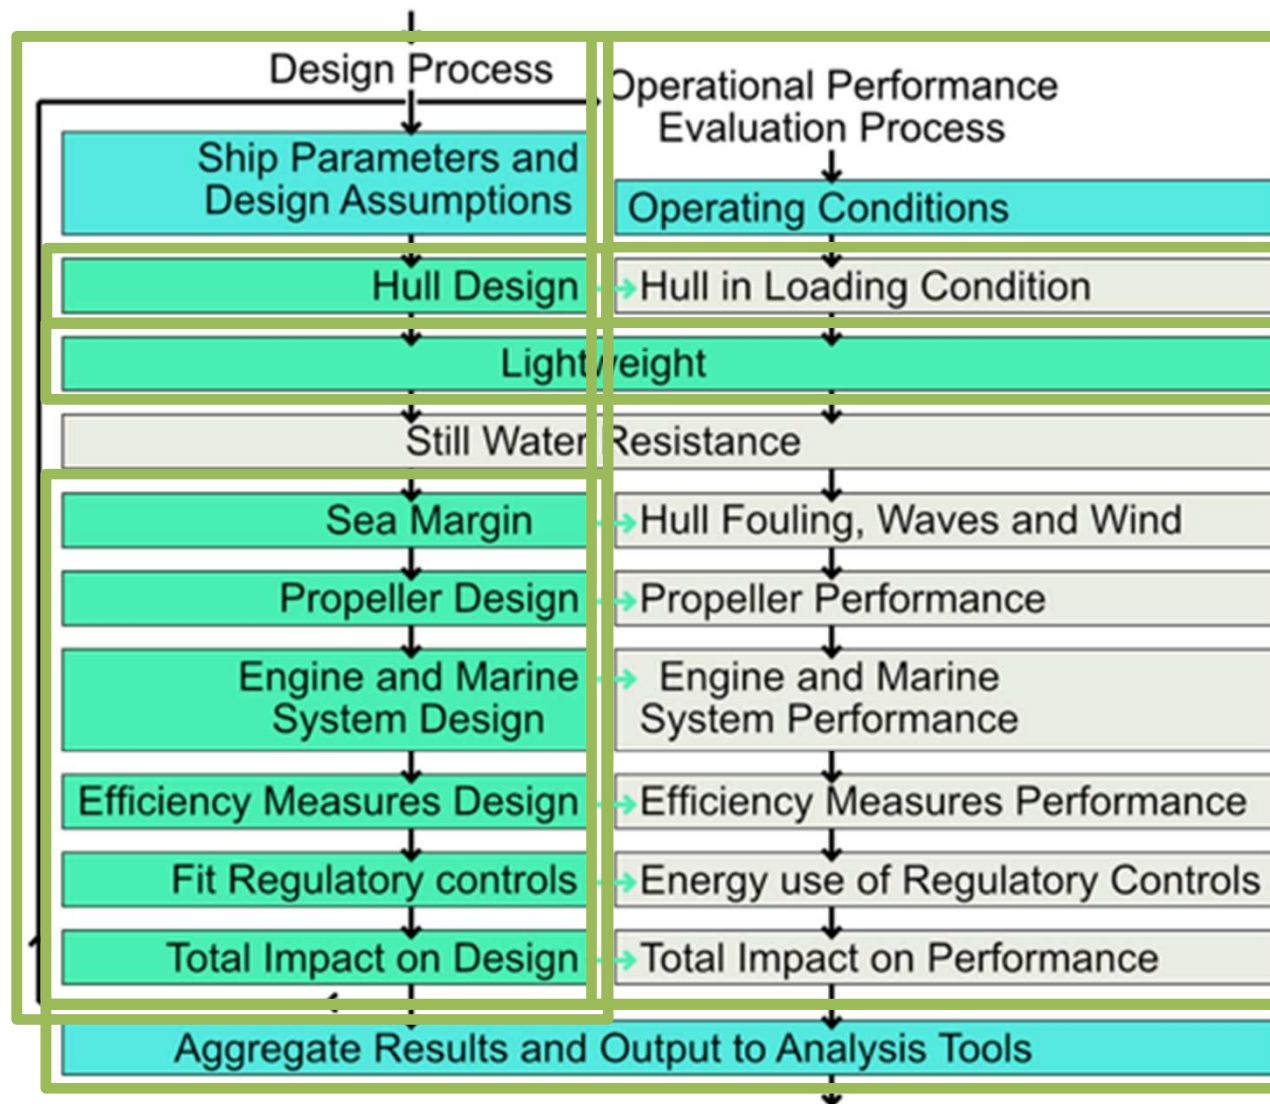 Design Process
Operational Performance
Evaluation Process
Ship Parameters and
Design Assumptions
Operating Conditions
Hull Design
Hull in Loading Condition
Lightweight
Still Water Resistance
Sea Margin
Hull Fouling, Waves and Wind
Propeller Design
Propeller Performance
Engine and Marine
System Design
Engine and Marine
System Performance
Efficiency Measures Design
Efficiency Measures Performance
Fit Regulatory controls
Energy use of Regulatory Controls
Total Impact on Design
Total Impact on Performance
Aggregate Results and Output to Analysis Tools